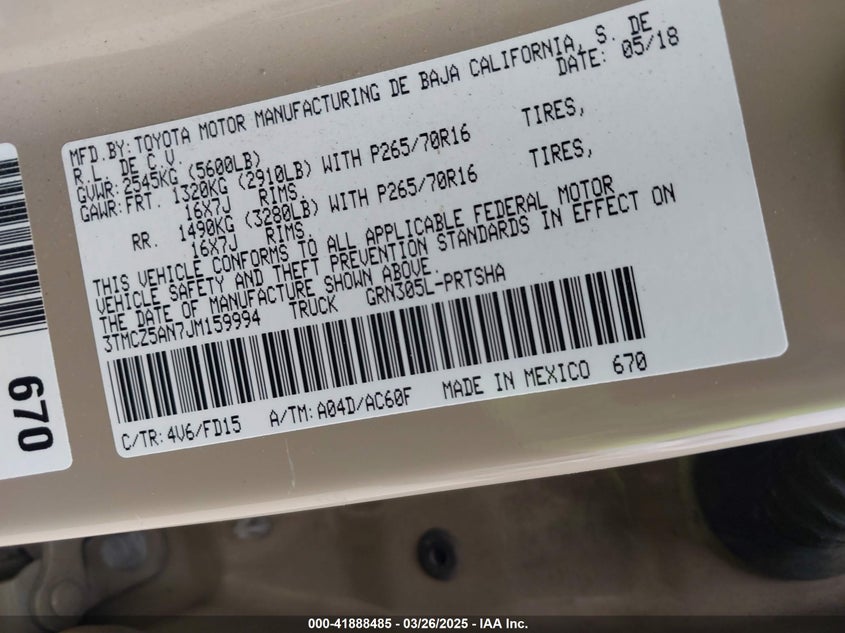 MFD.BY: TOYOTA MOTOR MANUFACTURING DE BAJA CALIFORNIA, S. DE
R.L. DE C.V. DATE: 05/18
GVWR: 2545KG (5600LB)
GAWR: FRT. 1320KG (2910LB) WITH P265/70R16 TIRES,
16X7J RIMS.
RR. 1490KG (3280LB) WITH P265/70R16 TIRES,
16X7J RIMS.
THIS VEHICLE CONFORMS TO ALL APPLICABLE FEDERAL MOTOR
VEHICLE SAFETY AND THEFT PREVENTION STANDARDS IN EFFECT ON
THE DATE OF MANUFACTURE SHOWN ABOVE.
3TMCZ5AN7JM159994 TRUCK GRN305L-PRTSHA
C/TR: 4V6/FD15 A/TM: A04D/AC60F MADE IN MEXICO 670
670
000-41888485 - 03/26/2025 - IAA Inc.